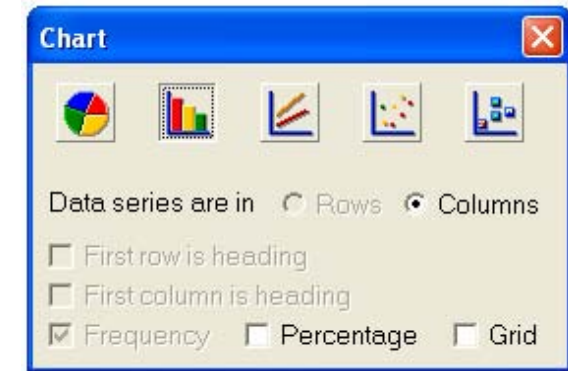 Chart
Data series are in Rows Columns
First row is heading
First column is heading
Frequency Percentage Grid